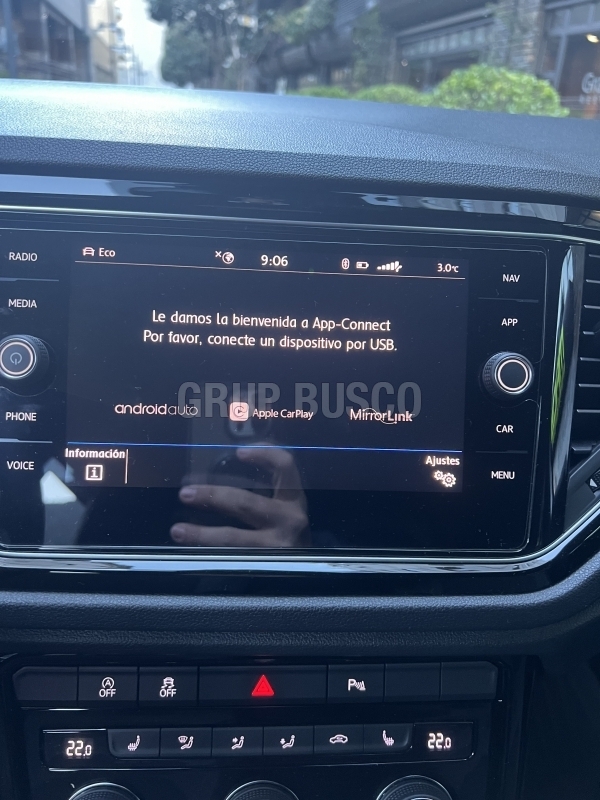 RADIO
MEDIA
PHONE
VOICE
Eco
9:06
3.0°C
Le damos la bienvenida a App-Connect
Por favor, conecte un dispositivo por USB.
GRUP BUSCO
androidauto
Apple CarPlay
MirrorLink
Información
Ajustes
NAV
APP
CAR
MENU
A OFF
OFF
P
22.0
22.0